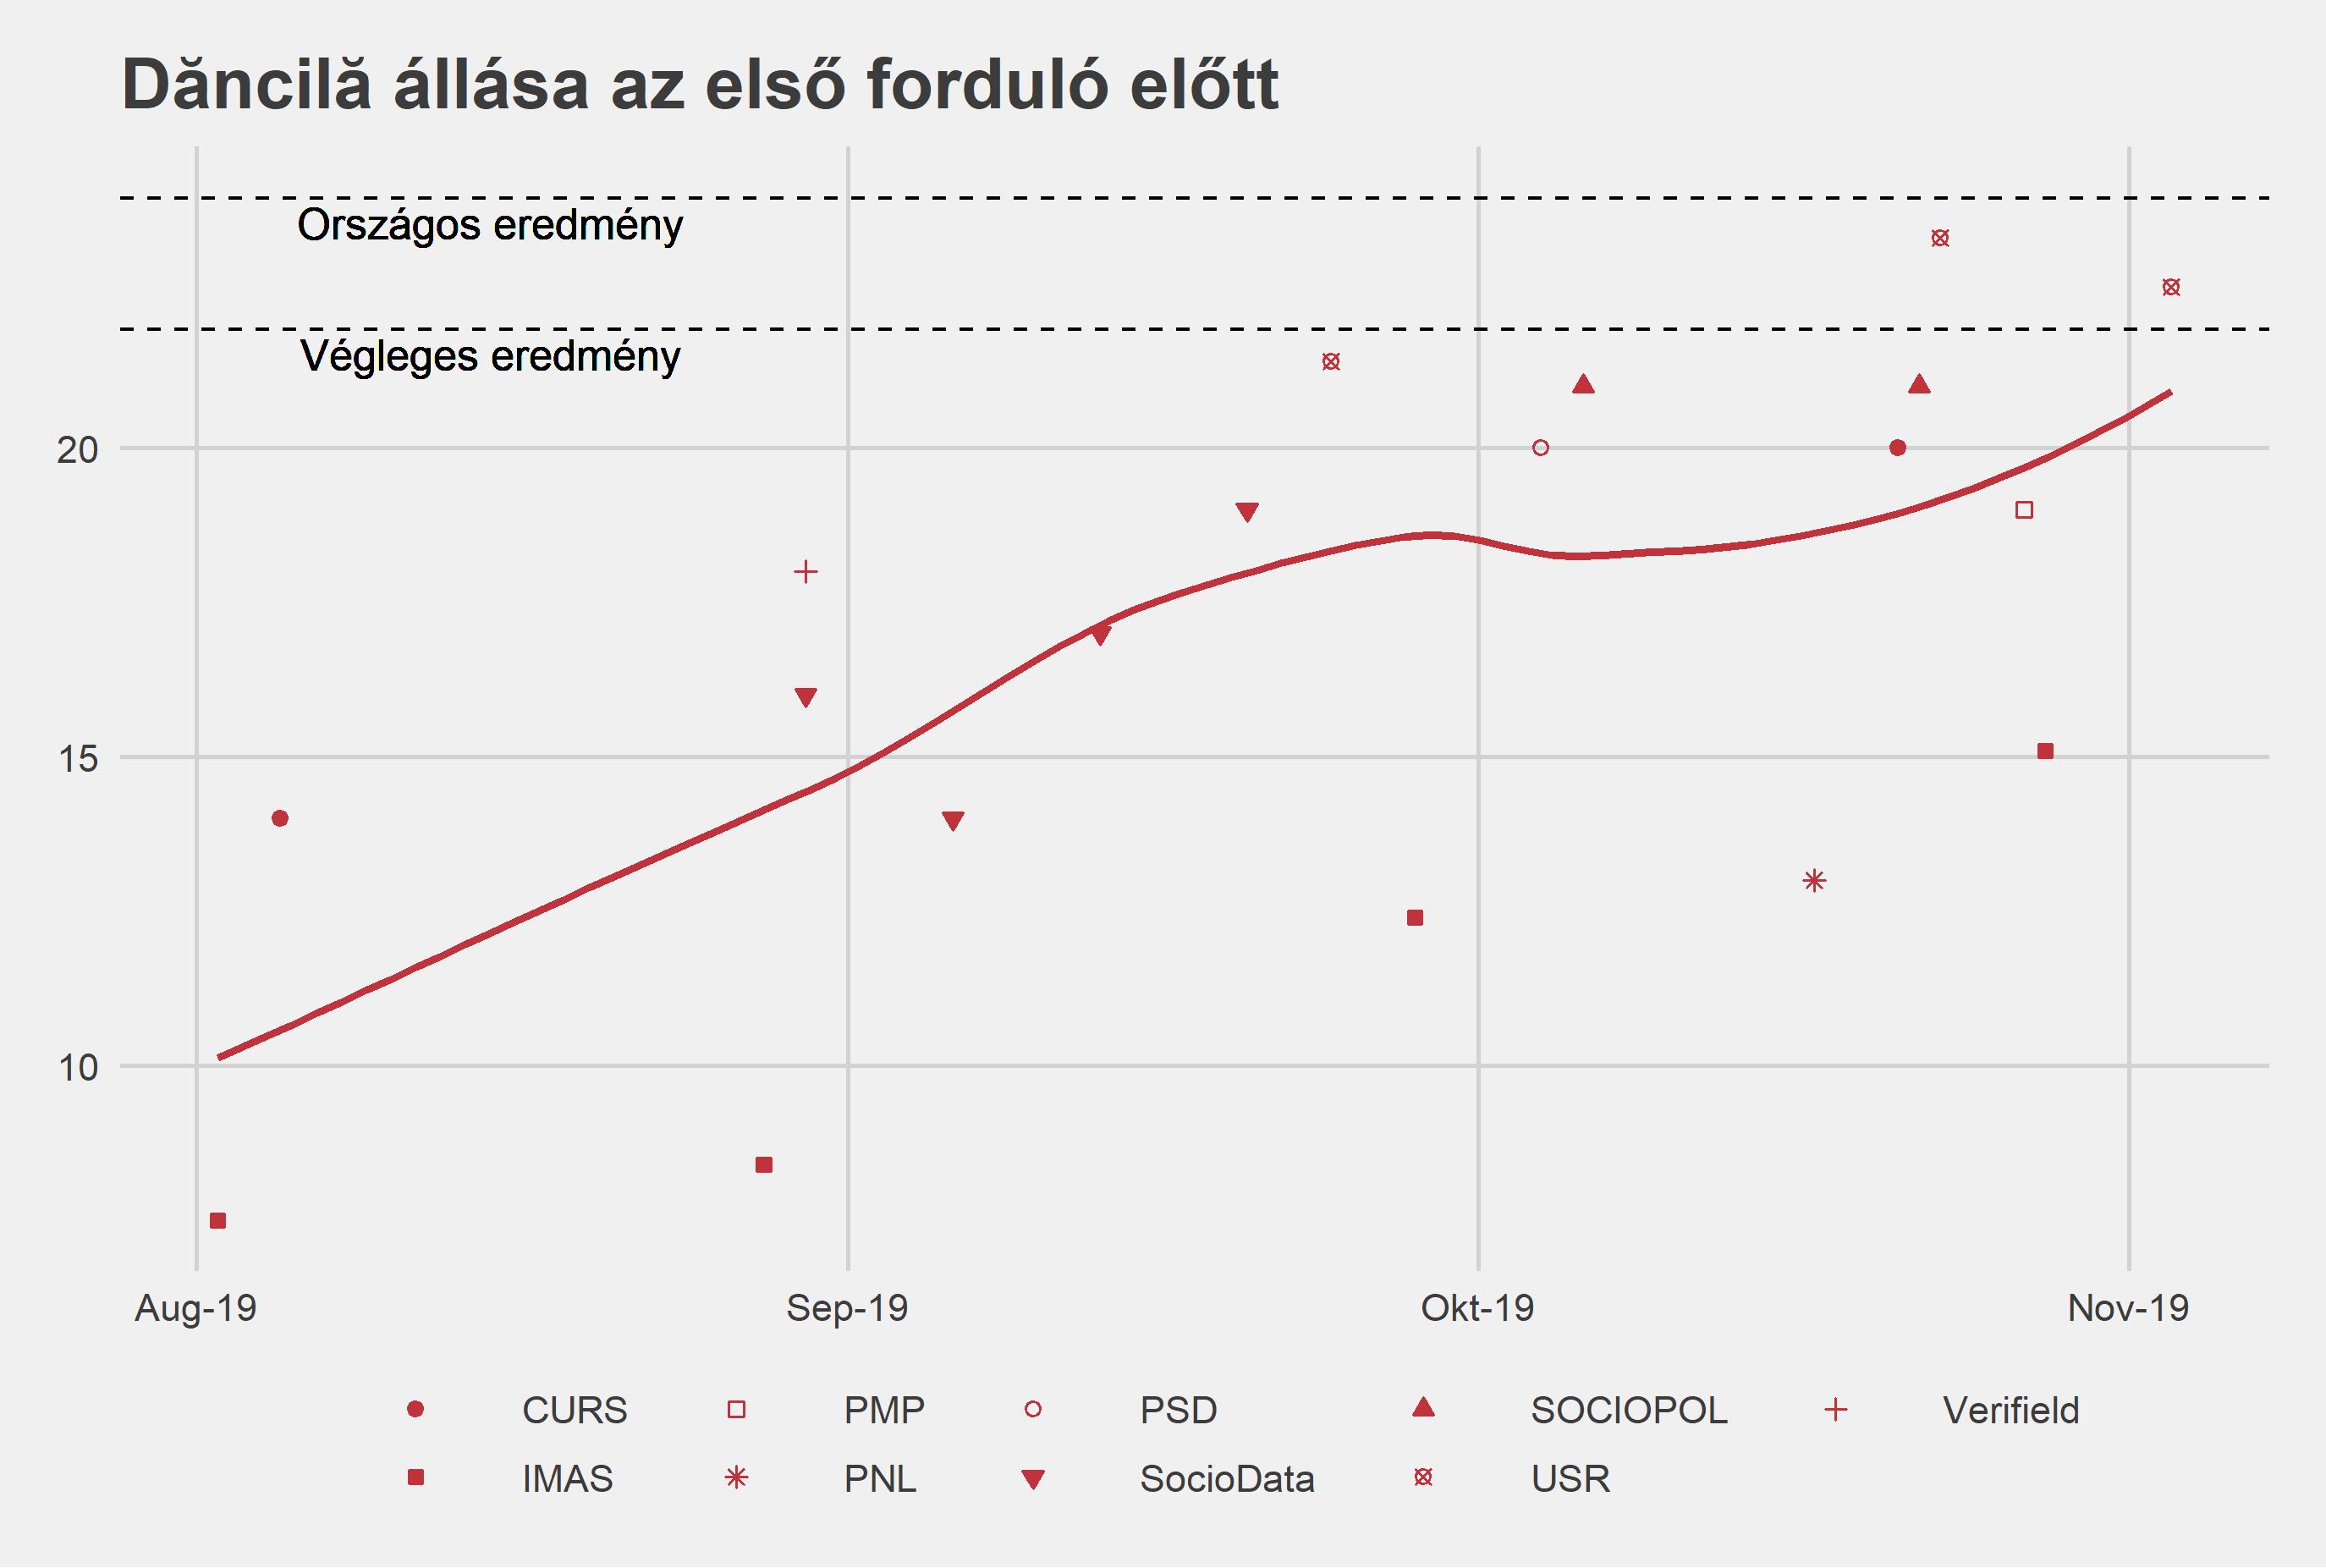 Dăncilă állása az első forduló előtt
Országos eredmény
Végleges eredmény
20
15
10
Aug-19 Sep-19 Okt-19 Nov-19
CURS PMP PSD SOCIOPOL Verifield
IMAS PNL SocioData USR